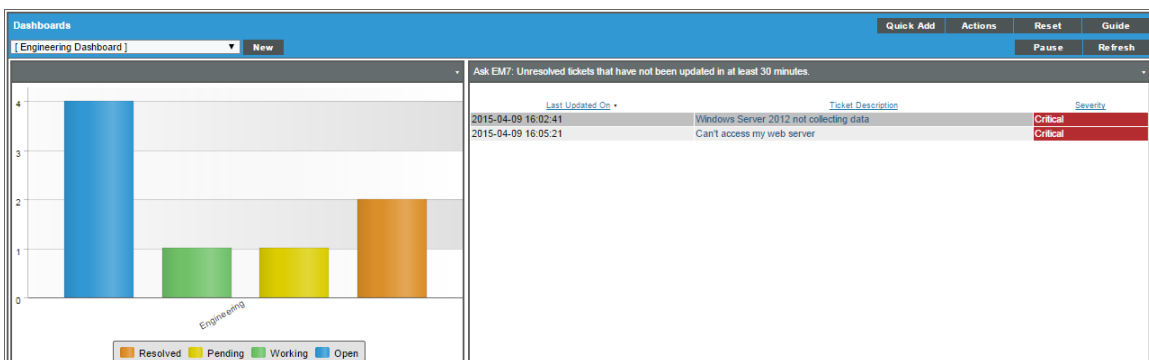 Dashboards
Quick Add Actions Reset Guide
[ Engineering Dashboard ] New Pause Refresh
Ask EM7: Unresolved tickets that have not been updated in at least 30 minutes.
Last Updated On Ticket Description Severity
2015-04-09 16:02:41 Windows Server 2012 not collecting data Critical
2015-04-09 16:05:21 Can't access my web server Critical
4
3
2
1
0
Engineering
Resolved Pending Working Open